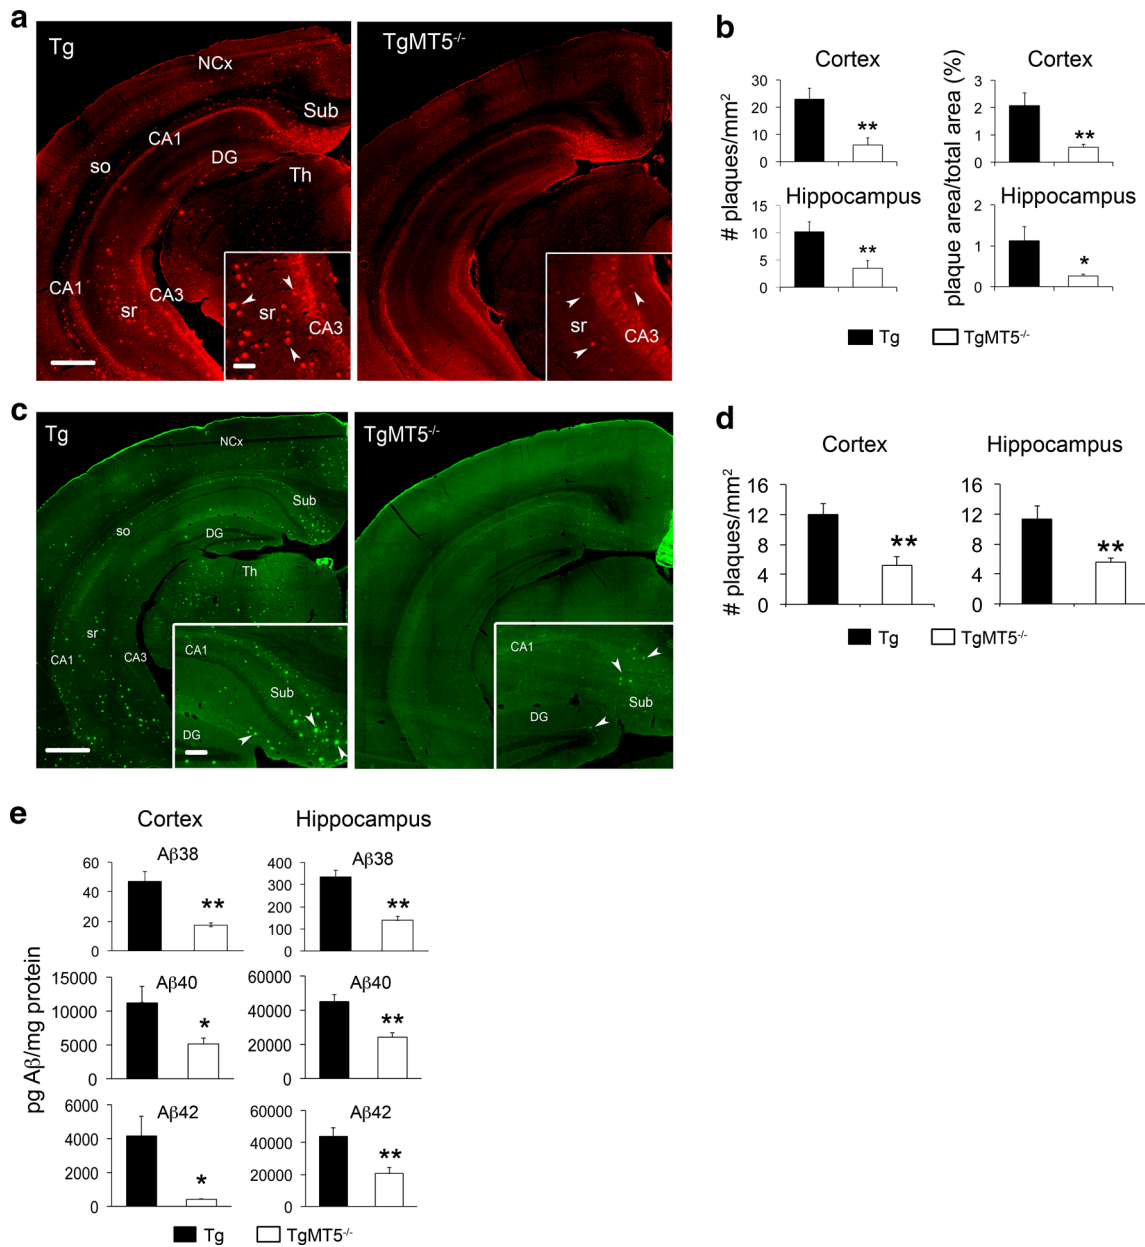 a
Tg
NCx
Sub
CA1
DG
so
Th
CA1
CA3
sr
sr
CA3
TgMT5-/-
sr
CA3
b
Cortex
Cortex
# plaques/mm2
30
20
10
0
**
plaque area/total area (%)
3
2
1
0
**
Hippocampus
Hippocampus
15
10
5
0
**
2
1
0
*
Tg
TgMT5-/-
c
Tg
NCx
Sub
so
DG
Th
sr
CA1
CA3
CA1
Sub
DG
TgMT5-/-
CA1
Sub
DG
d
Cortex
Hippocampus
# plaques/mm2
16
12
8
4
0
**
16
12
8
4
0
**
Tg
TgMT5-/-
e
Cortex
Hippocampus
pg Aβ/mg protein
Aβ38
60
40
20
0
**
Aβ38
400
300
200
100
0
**
Aβ40
15000
10000
5000
0
*
Aβ40
60000
40000
20000
0
**
Aβ42
6000
4000
2000
0
*
Aβ42
60000
40000
20000
0
**
Tg
TgMT5-/-